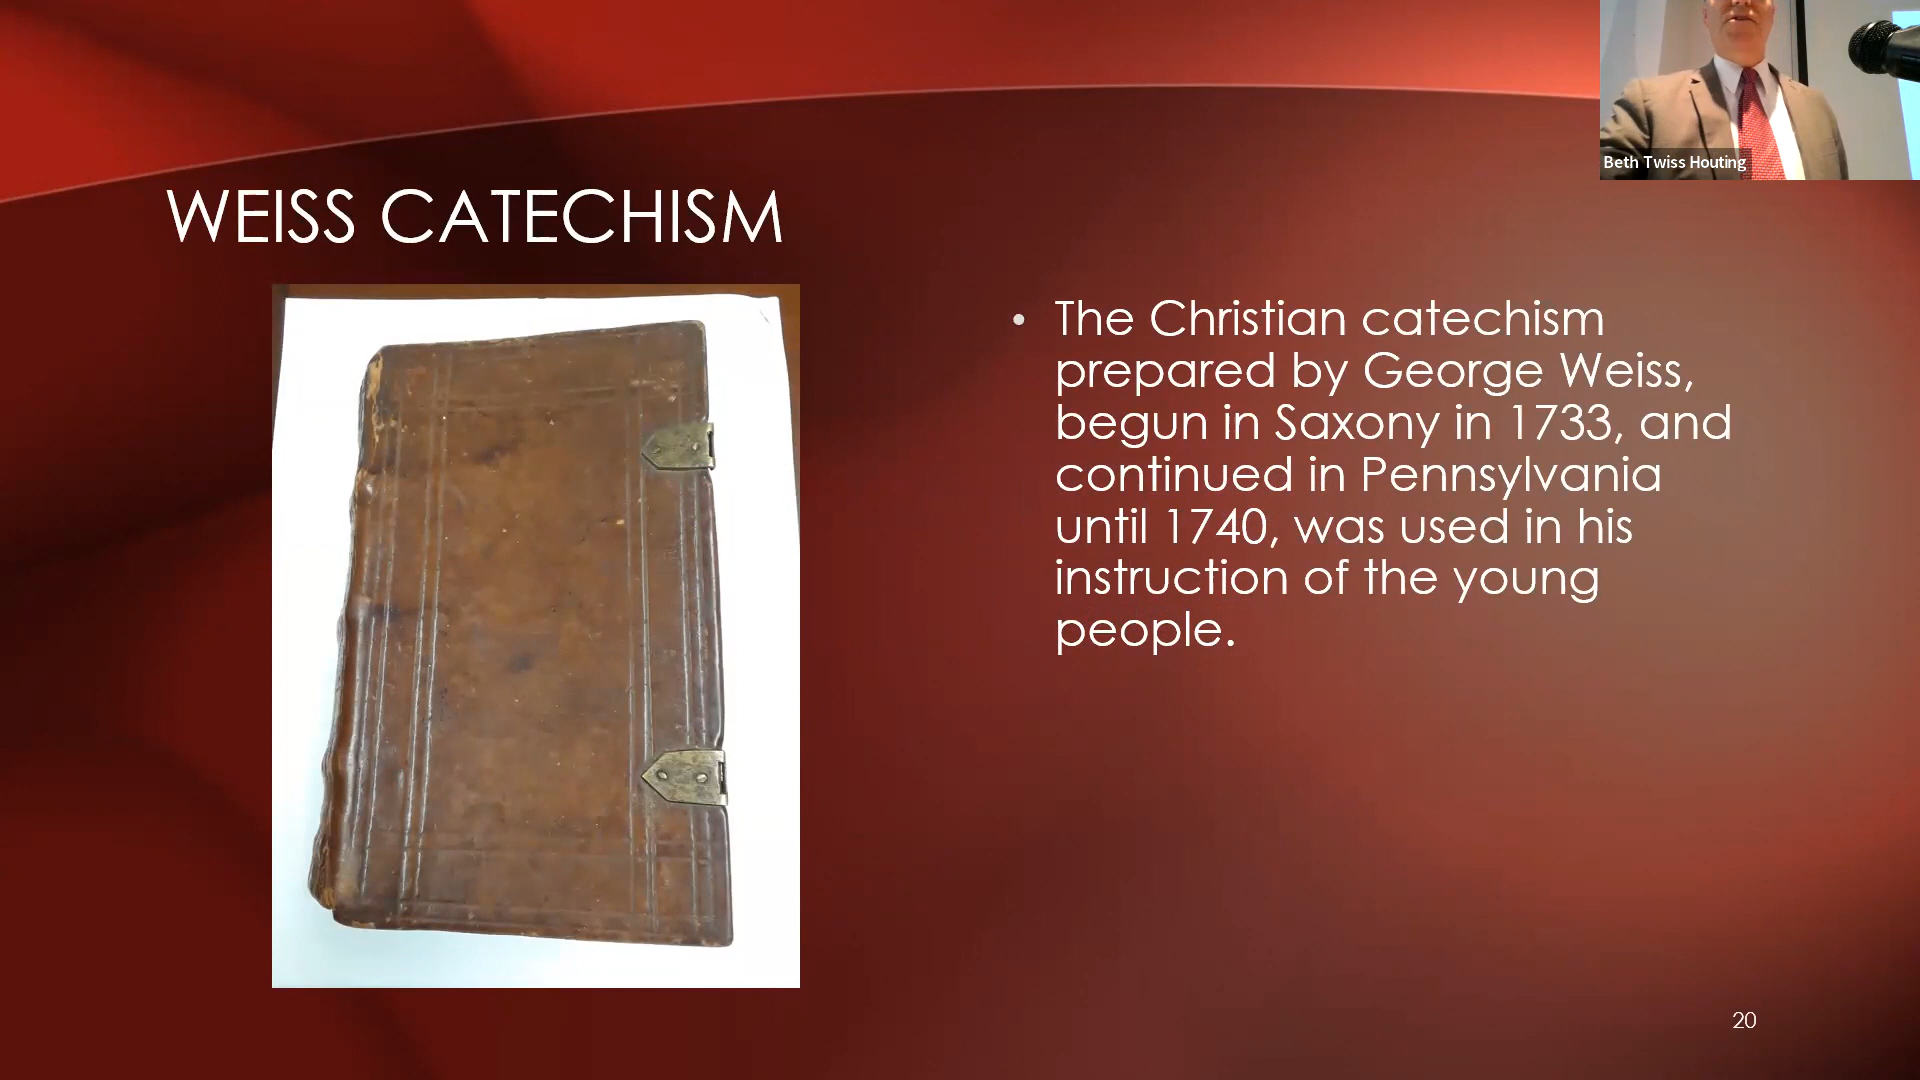 Beth Twiss Houting
WEISS CATECHISM
• The Christian catechism
prepared by George Weiss,
begun in Saxony in 1733, and
continued in Pennsylvania
until 1740, was used in his
instruction of the young
people.
20